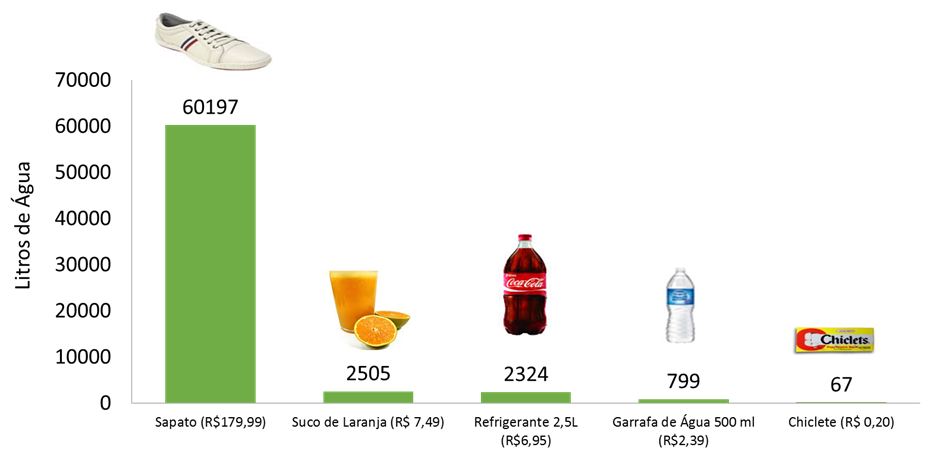 70000
60000
50000
40000
30000
20000
10000
0
Litros de Água
60197
2505
2324
799
67
Coca-Cola
Chiclets
Sapato (R$179,99)
Suco de Laranja (R$ 7,49)
Refrigerante 2,5L
(R$6,95)
Garrafa de Água 500 ml
(R$2,39)
Chiclete (R$ 0,20)